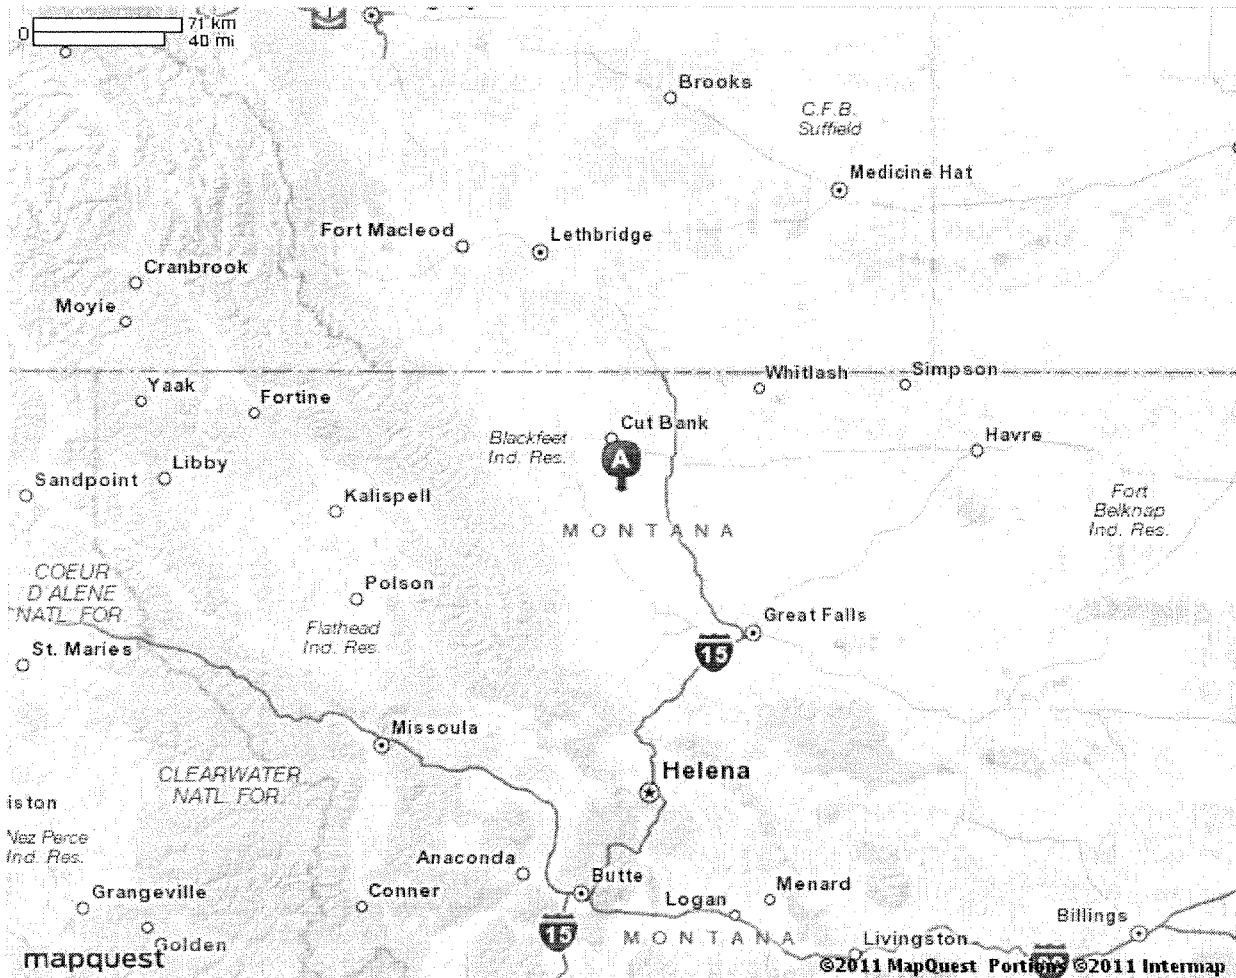 0
71 km
40 mi
Brooks
C.F.B.
Suffield
Medicine Hat
Fort Macleod
Lethbridge
Cranbrook
Moyie
Whitlash
Simpson
Yaak
Fortine
Cut Bank
Blackfeet
Ind. Res.
A
Havre
Libby
Sandpoint
Kalispell
Fort
Belknap
Ind. Res.
MONTANA
COEUR
D'ALENE
NATL. FOR.
Polson
Flathead
Ind. Res.
Great Falls
15
St. Maries
Missoula
CLEARWATER
NATL. FOR.
Helena
iston
Nez Perce
Ind. Res.
Anaconda
Butte
Grangeville
Conner
Logan
Menard
Billings
15
Golden
MONTANA
Livingston
mapquest
©2011 MapQuest Portions ©2011 Intermap